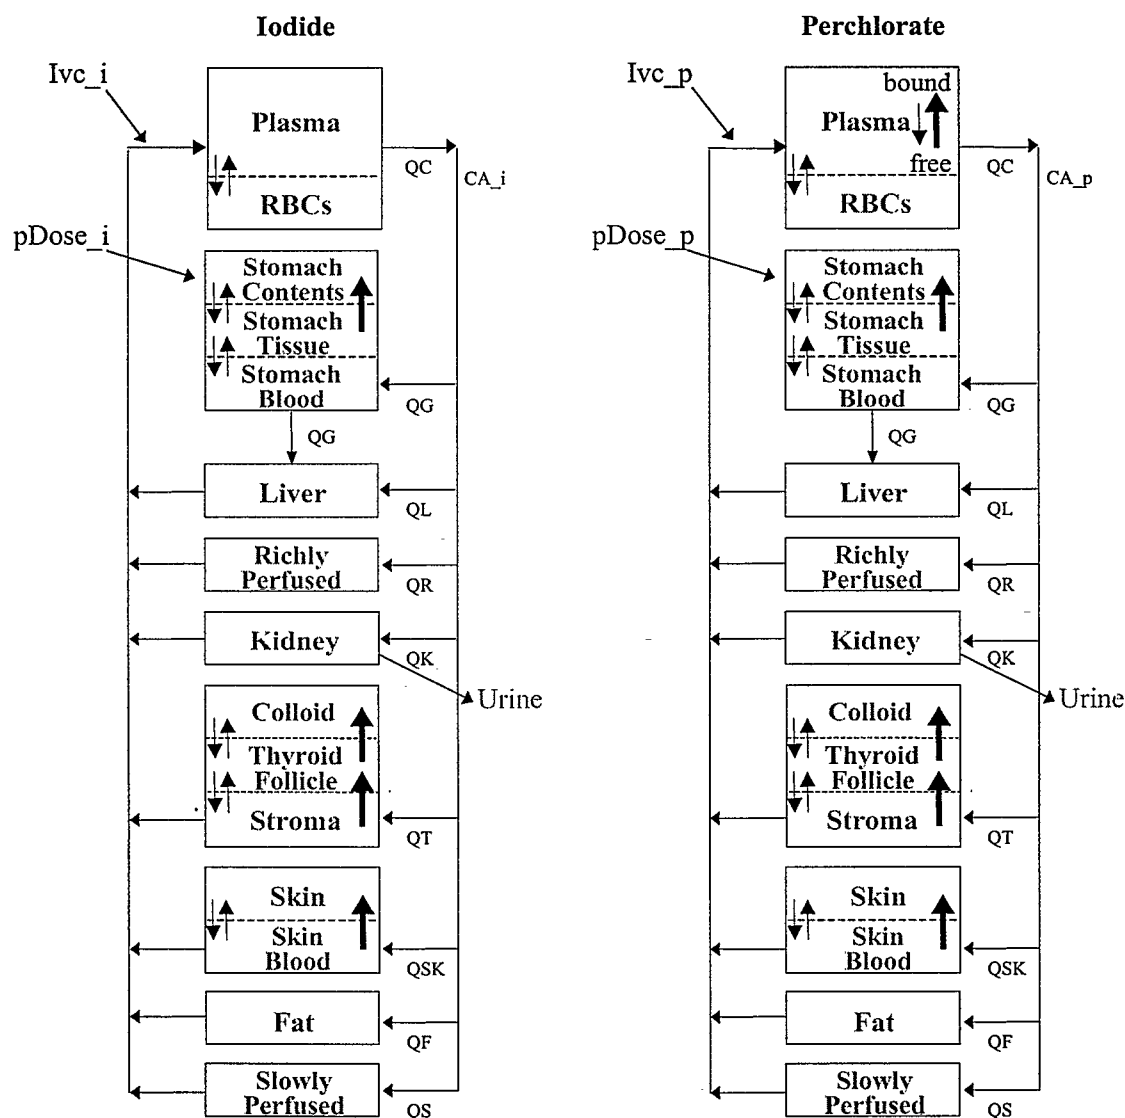 Iodide
Ivc_i
Plasma
QC
CA_i
RBCs
pDose_i
Stomach
Contents
Stomach
Tissue
Stomach
Blood
QG
QG
Liver
QL
Richly
Perfused
QR
Kidney
QK
Urine
Colloid
Thyroid
Follicle
Stroma
QT
Skin
Skin
Blood
QSK
Fat
QF
Slowly
Perfused
QS
Perchlorate
Ivc_p
bound
Plasma
free
QC
CA_p
RBCs
pDose_p
Stomach
Contents
Stomach
Tissue
Stomach
Blood
QG
QG
Liver
QL
Richly
Perfused
QR
Kidney
QK
Urine
Colloid
Thyroid
Follicle
Stroma
QT
Skin
Skin
Blood
QSK
Fat
QF
Slowly
Perfused
QS